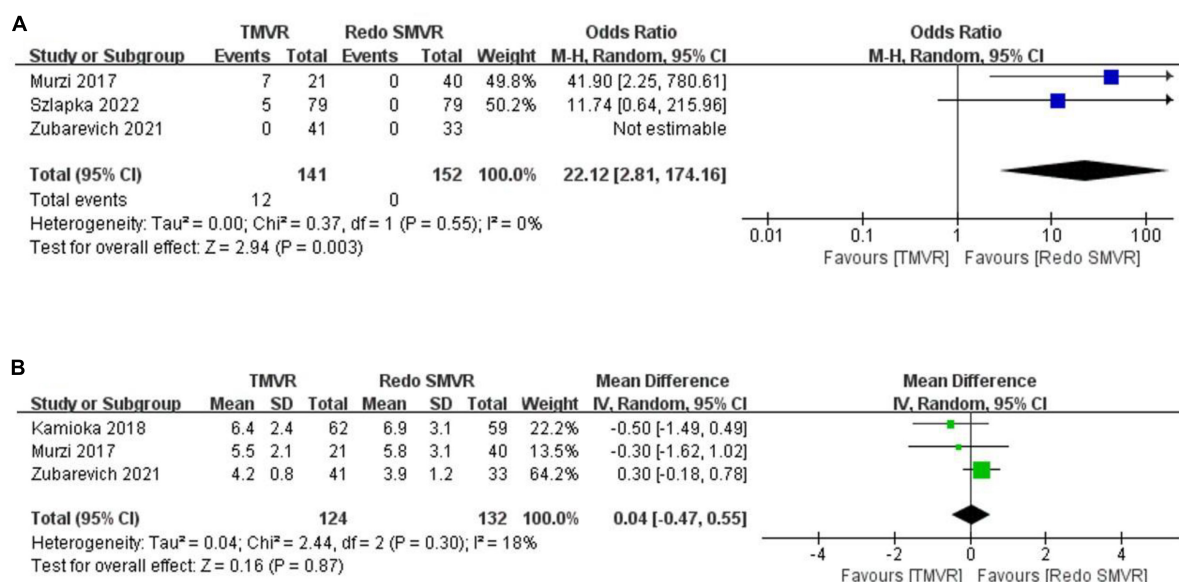 A
TMVR Redo SMVR Odds Ratio Odds Ratio
Study or Subgroup Events Total Events Total Weight M-H, Random, 95% CI M-H, Random, 95% CI
Murzi 2017 7 21 0 40 49.8% 41.90 [2.25, 780.61]
Szlapka 2022 5 79 0 79 50.2% 11.74 [0.64, 215.96]
Zubarevich 2021 0 41 0 33 Not estimable
Total (95% CI) 141 152 100.0% 22.12 [2.81, 174.16]
Total events 12 0
Heterogeneity: Tau² = 0.00; Chi² = 0.37, df = 1 (P = 0.55); I² = 0%
Test for overall effect: Z = 2.94 (P = 0.003)
0.01 0.1 1 10 100
Favours [TMVR] Favours [Redo SMVR]
B
TMVR Redo SMVR Mean Difference Mean Difference
Study or Subgroup Mean SD Total Mean SD Total Weight IV, Random, 95% CI IV, Random, 95% CI
Kamioka 2018 6.4 2.4 62 6.9 3.1 59 22.2% -0.50 [-1.49, 0.49]
Murzi 2017 5.5 2.1 21 5.8 3.1 40 13.5% -0.30 [-1.62, 1.02]
Zubarevich 2021 4.2 0.8 41 3.9 1.2 33 64.2% 0.30 [-0.18, 0.78]
Total (95% CI) 124 132 100.0% 0.04 [-0.47, 0.55]
Heterogeneity: Tau² = 0.04; Chi² = 2.44, df = 2 (P = 0.30); I² = 18%
Test for overall effect: Z = 0.16 (P = 0.87)
-4 -2 0 2 4
Favours [TMVR] Favours [Redo SMVR]